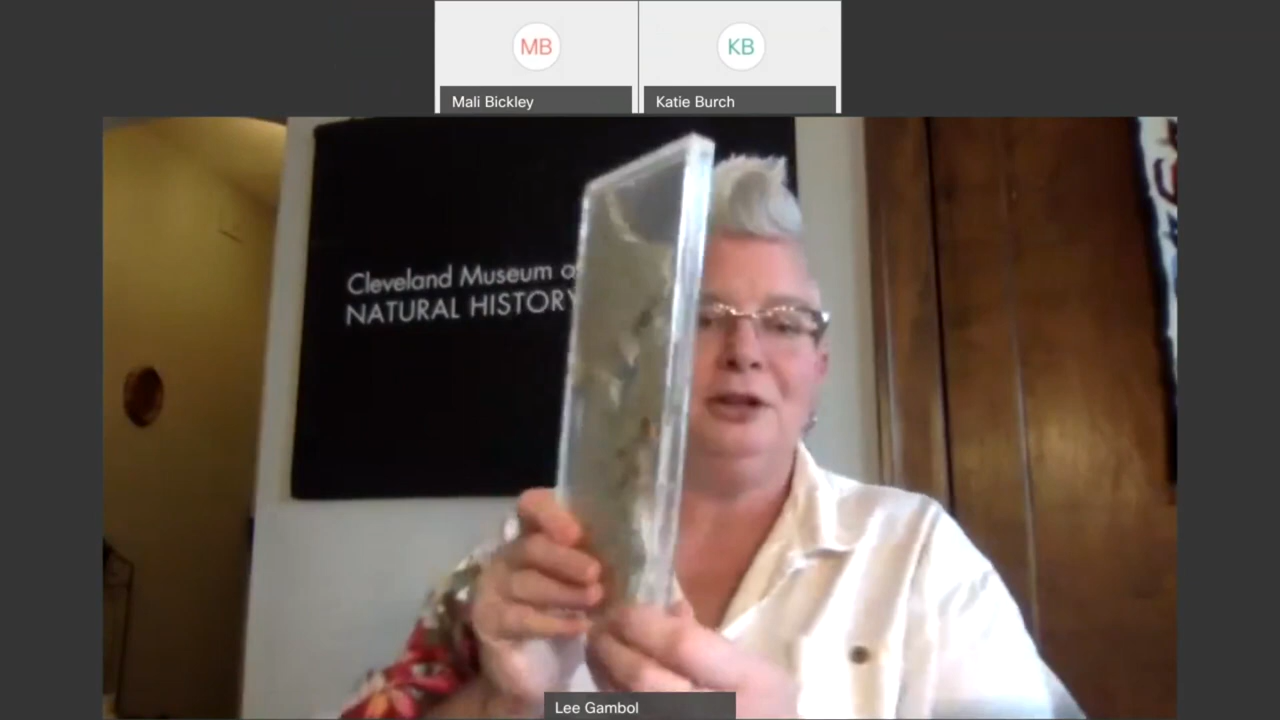 MB
KB
Mali Bickley
Katie Burch
Cleveland Museum o
NATURAL HISTORY
Lee Gambol